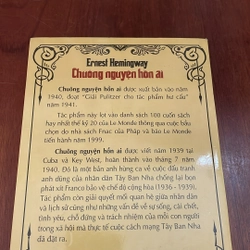 Ernest Hemingway
Chuông nguyện hồn ai
Chuông nguyện hồn ai được xuất bản vào năm
1940, đoạt "Giải Pulitzer cho tác phẩm hư cấu"
năm 1941.
Tác phẩm này lọt vào danh sách 100 cuốn sách
hay nhất thế kỷ 20 của Le Monde thông qua cuộc bầu
chọn do nhà sách Fnac của Pháp và báo Le Monde
tiến hành năm 1999.
Chuông nguyện hồn ai được viết năm 1939 tại
Cuba và Key West, hoàn thành vào tháng 7 năm
1940. Đó là một bản anh hùng ca về cuộc đấu tranh
anh dũng của nhân dân Tây Ban Nha chống lại bọn
phát xít Franco bảo vệ chế độ cộng hòa (1936 - 1939).
Tác phẩm còn giải quyết mối quan hệ giữa nhân dân
và lịch sử cùng như những vấn đề về sự sống, cái chết,
tình yêu, chỗ đứng và trách nhiệm của mỗi con người
trong xã hội mà thực tế cuộc cách mạng Tây Ban Nha
đã đặt ra.